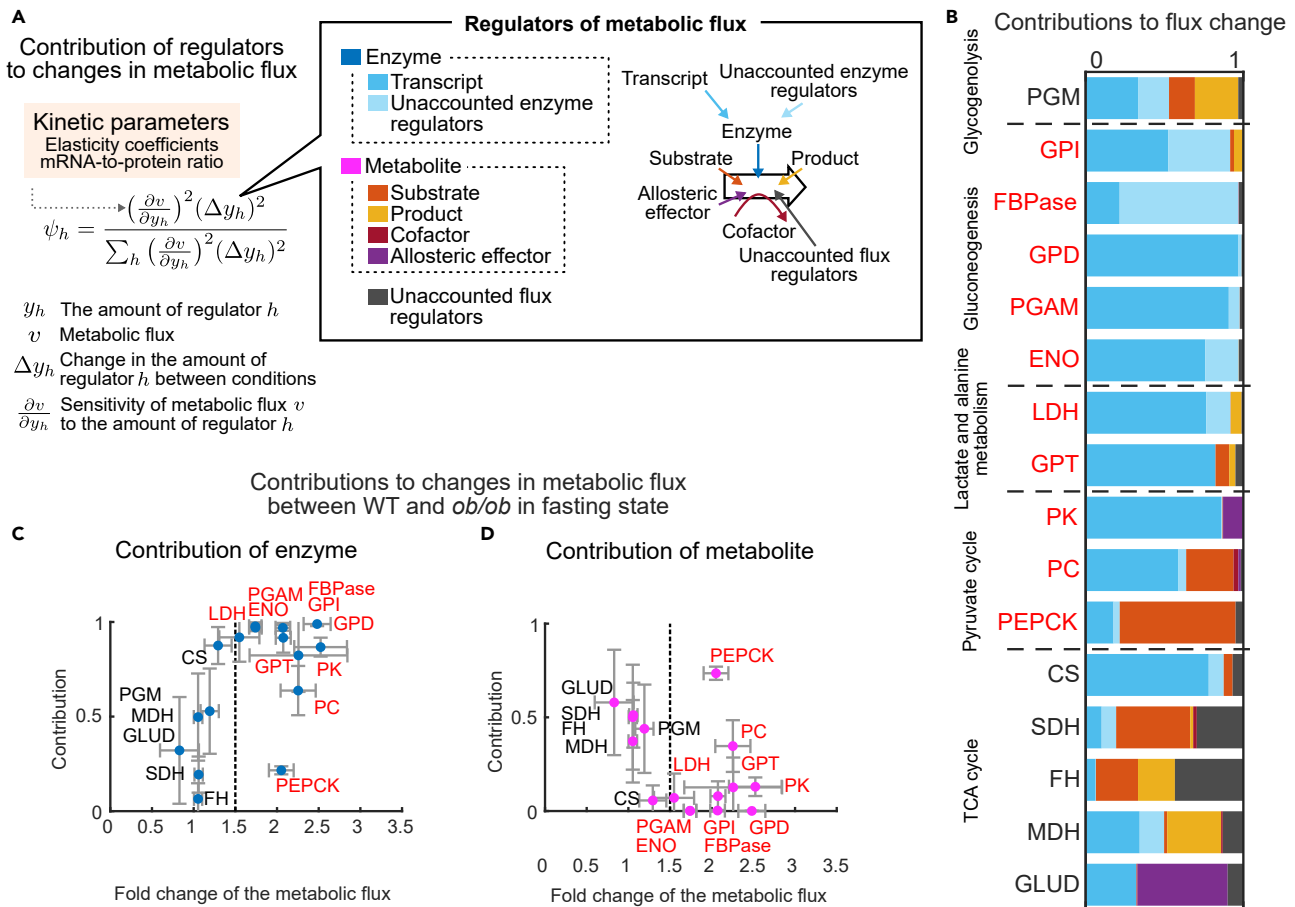 A
Contribution of regulators
to changes in metabolic flux
Kinetic parameters
Elasticity coefficients
mRNA-to-protein ratio
ψ_h = (∂v/∂y_h)^2 (Δy_h)^2 / ∑_h (∂v/∂y_h)^2 (Δy_h)^2
y_h The amount of regulator h
v Metabolic flux
Δy_h Change in the amount of
regulator h between conditions
∂v/∂y_h Sensitivity of metabolic flux v
to the amount of regulator h
Regulators of metabolic flux
Enzyme
Transcript
Unaccounted enzyme
regulators
Metabolite
Substrate
Product
Cofactor
Allosteric effector
Unaccounted flux
regulators
Transcript
Unaccounted enzyme
regulators
Enzyme
Substrate
Product
Allosteric
effector
Cofactor
Unaccounted flux
regulators
B
Contributions to flux change
0 1
Glycogenolysis
Gluconeogenesis
Lactate and alanine
metabolism
Pyruvate cycle
TCA cycle
PGM
GPI
FBPase
GPD
PGAM
ENO
LDH
GPT
PK
PC
PEPCK
CS
SDH
FH
MDH
GLUD
Contributions to changes in metabolic flux
between WT and ob/ob in fasting state
C
Contribution of enzyme
Contribution
1
0.5
0
LDH
PGAM
ENO
FBPase
GPI
GPD
CS
GPT
PK
PGM
MDH
GLUD
PC
SDH
FH
PEPCK
0 0.5 1 1.5 2 2.5 3 3.5
Fold change of the metabolic flux
D
Contribution of metabolite
Contribution
1
0.5
0
PEPCK
GLUD
SDH
FH
MDH
PGM
PC
LDH
GPT
PK
CS
PGAM
ENO
GPI
FBPase
GPD
0 0.5 1 1.5 2 2.5 3 3.5
Fold change of the metabolic flux